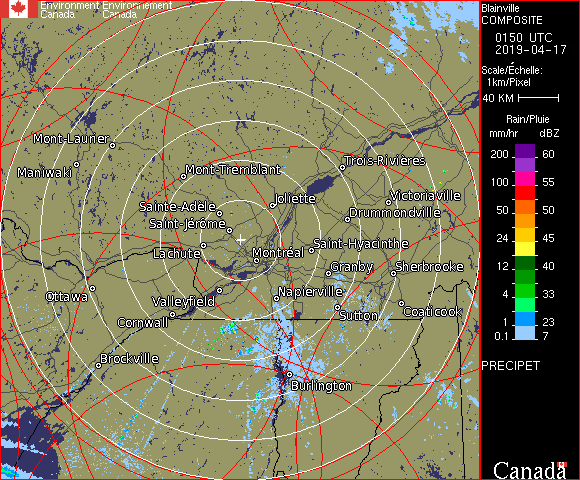 Environment Environnement
Canada Canada
Blainville
COMPOSITE
0150 UTC
2019-04-17
Scale/Échelle:
1km/Pixel
40 KM
Rain/Pluie
mm/hr dBZ
200 60
100 55
50 50
24 45
12 40
4 33
1 23
0.1 7
PRECIPET
Canada
Mont-Laurier
Maniwaki
Mont-Tremblant
Trois-Rivières
Joliette
Victoriaville
Sainte-Adèle
Drummondville
Saint-Jérôme
Saint-Hyacinthe
Lachute
Montréal
Granby
Sherbrooke
Ottawa
Valleyfield
Napierville
Coaticook
Cornwall
Sutton
Brockville
Burlington